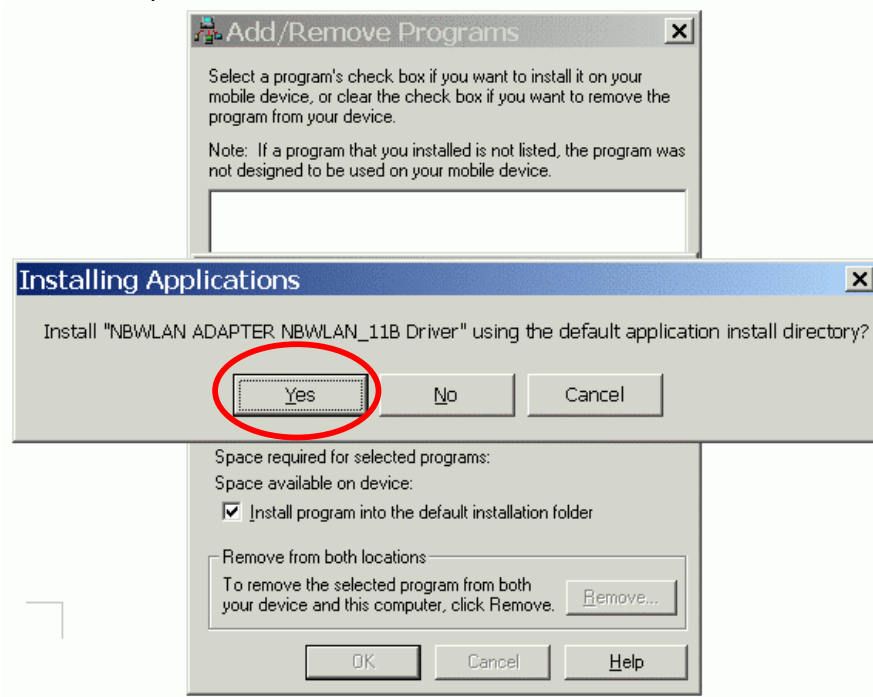 Add/Remove Programs
Select a program's check box if you want to install it on your
mobile device, or clear the check box if you want to remove the
program from your device.
Note: If a program that you installed is not listed, the program was
not designed to be used on your mobile device.
Installing Applications
Install "NBWLAN ADAPTER NBWLAN_11B Driver" using the default application install directory?
Yes No Cancel
Space required for selected programs:
Space available on device:
Install program into the default installation folder
Remove from both locations
To remove the selected program from both
your device and this computer, click Remove.
Remove...
OK Cancel Help